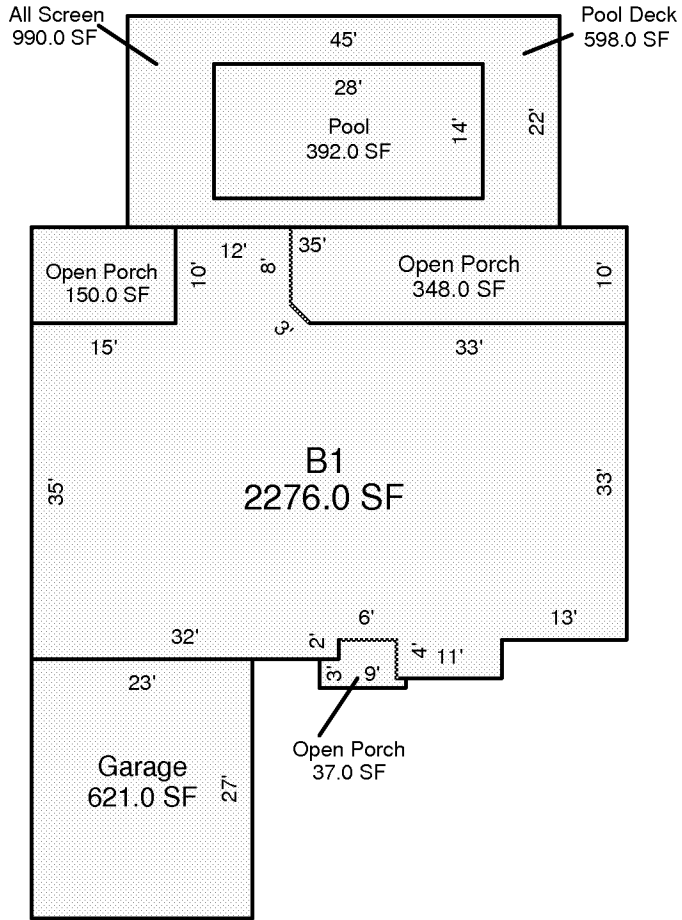 All Screen
990.0 SF
Pool Deck
598.0 SF
45'
28'
Pool
392.0 SF
14'
22'
12'
8'
35'
10'
Open Porch
150.0 SF
Open Porch
348.0 SF
10'
3'
15'
33'
B1
2276.0 SF
35'
33'
6'
13'
32'
2'
4'
11'
23'
3'
9'
Open Porch
37.0 SF
Garage
621.0 SF
27'